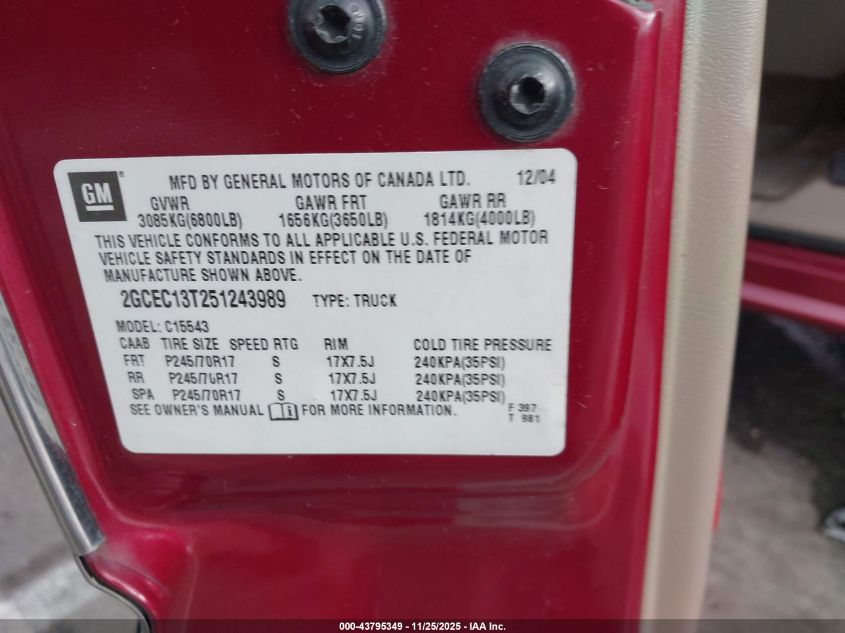 GM
MFD BY GENERAL MOTORS OF CANADA LTD. 12/04
GVWR GAWR FRT GAWR RR
3085KG(6800LB) 1656KG(3650LB) 1814KG(4000LB)
THIS VEHICLE CONFORMS TO ALL APPLICABLE U.S. FEDERAL MOTOR
VEHICLE SAFETY STANDARDS IN EFFECT ON THE DATE OF
MANUFACTURE SHOWN ABOVE.
2GCEC13T251243989 TYPE: TRUCK
MODEL: C15543
CAAB TIRE SIZE SPEED RTG RIM COLD TIRE PRESSURE
FRT P245/70R17 S 17X7.5J 240KPA(35PSI)
RR P245/70R17 S 17X7.5J 240KPA(35PSI)
SPA P245/70R17 S 17X7.5J 240KPA(35PSI)
SEE OWNER'S MANUAL FOR MORE INFORMATION.
F 397
T 981
000-43795349 | 11/25/2025 - IAA Inc.